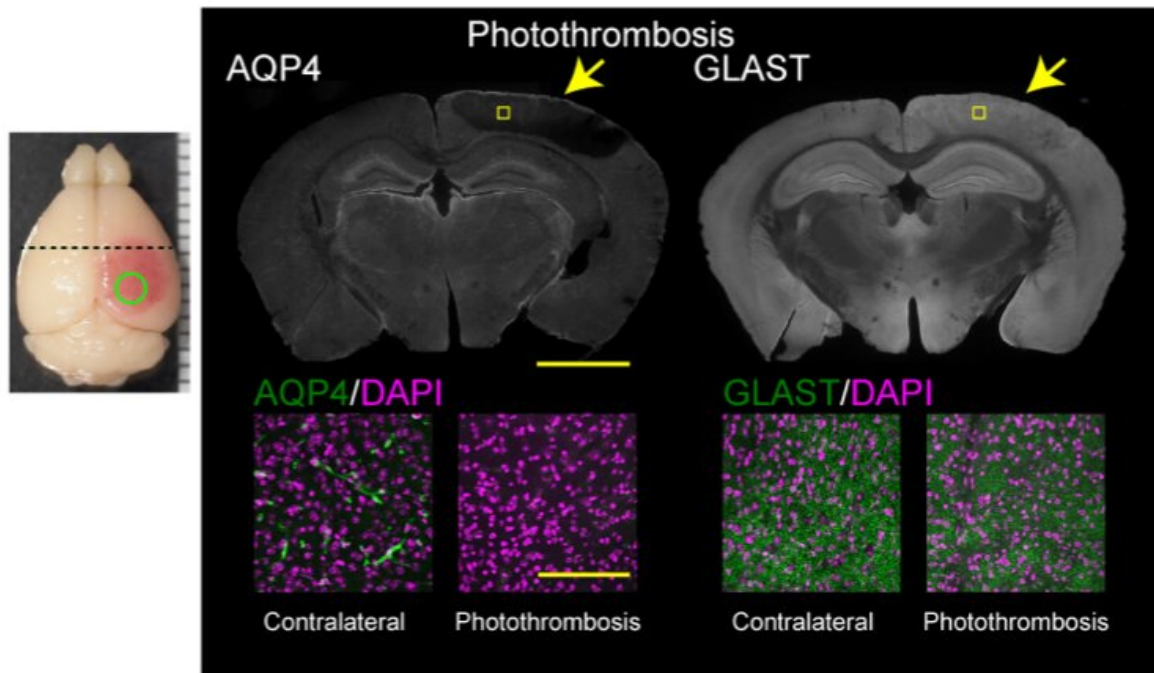 Photothrombosis
AQP4
GLAST
AQP4/DAPI
GLAST/DAPI
Contralateral
Photothrombosis
Contralateral
Photothrombosis